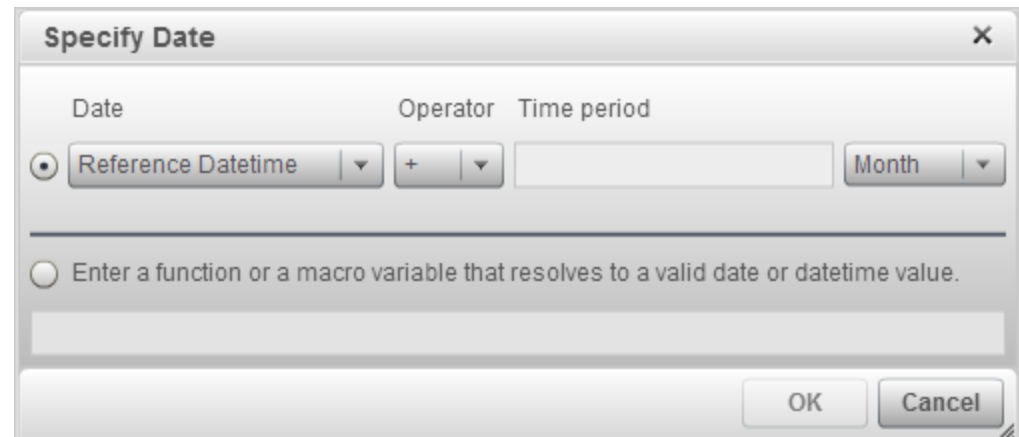 Specify Date
Date Operator Time period
Reference Datetime + Month
Enter a function or a macro variable that resolves to a valid date or datetime value.
OK Cancel